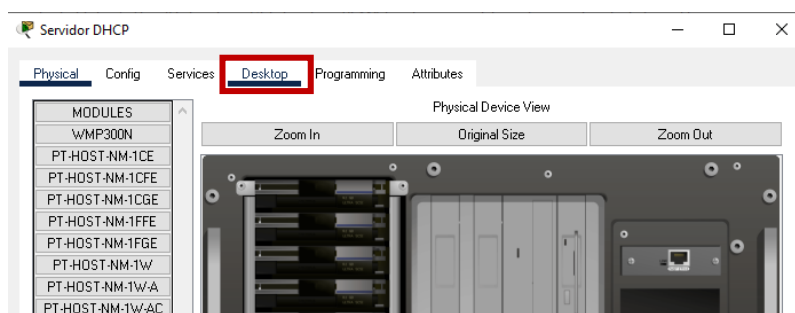 Servidor DHCP
Physical Config Services Desktop Programming Attributes
MODULES
WMP300N
PT-HOST-NM-1CE
PT-HOST-NM-1CFE
PT-HOST-NM-1CGE
PT-HOST-NM-1FFE
PT-HOST-NM-1FGE
PT-HOST-NM-1W
PT-HOST-NM-1W-A
PT-HOST-NM-1W-AC
Physical Device View
Zoom In Original Size Zoom Out